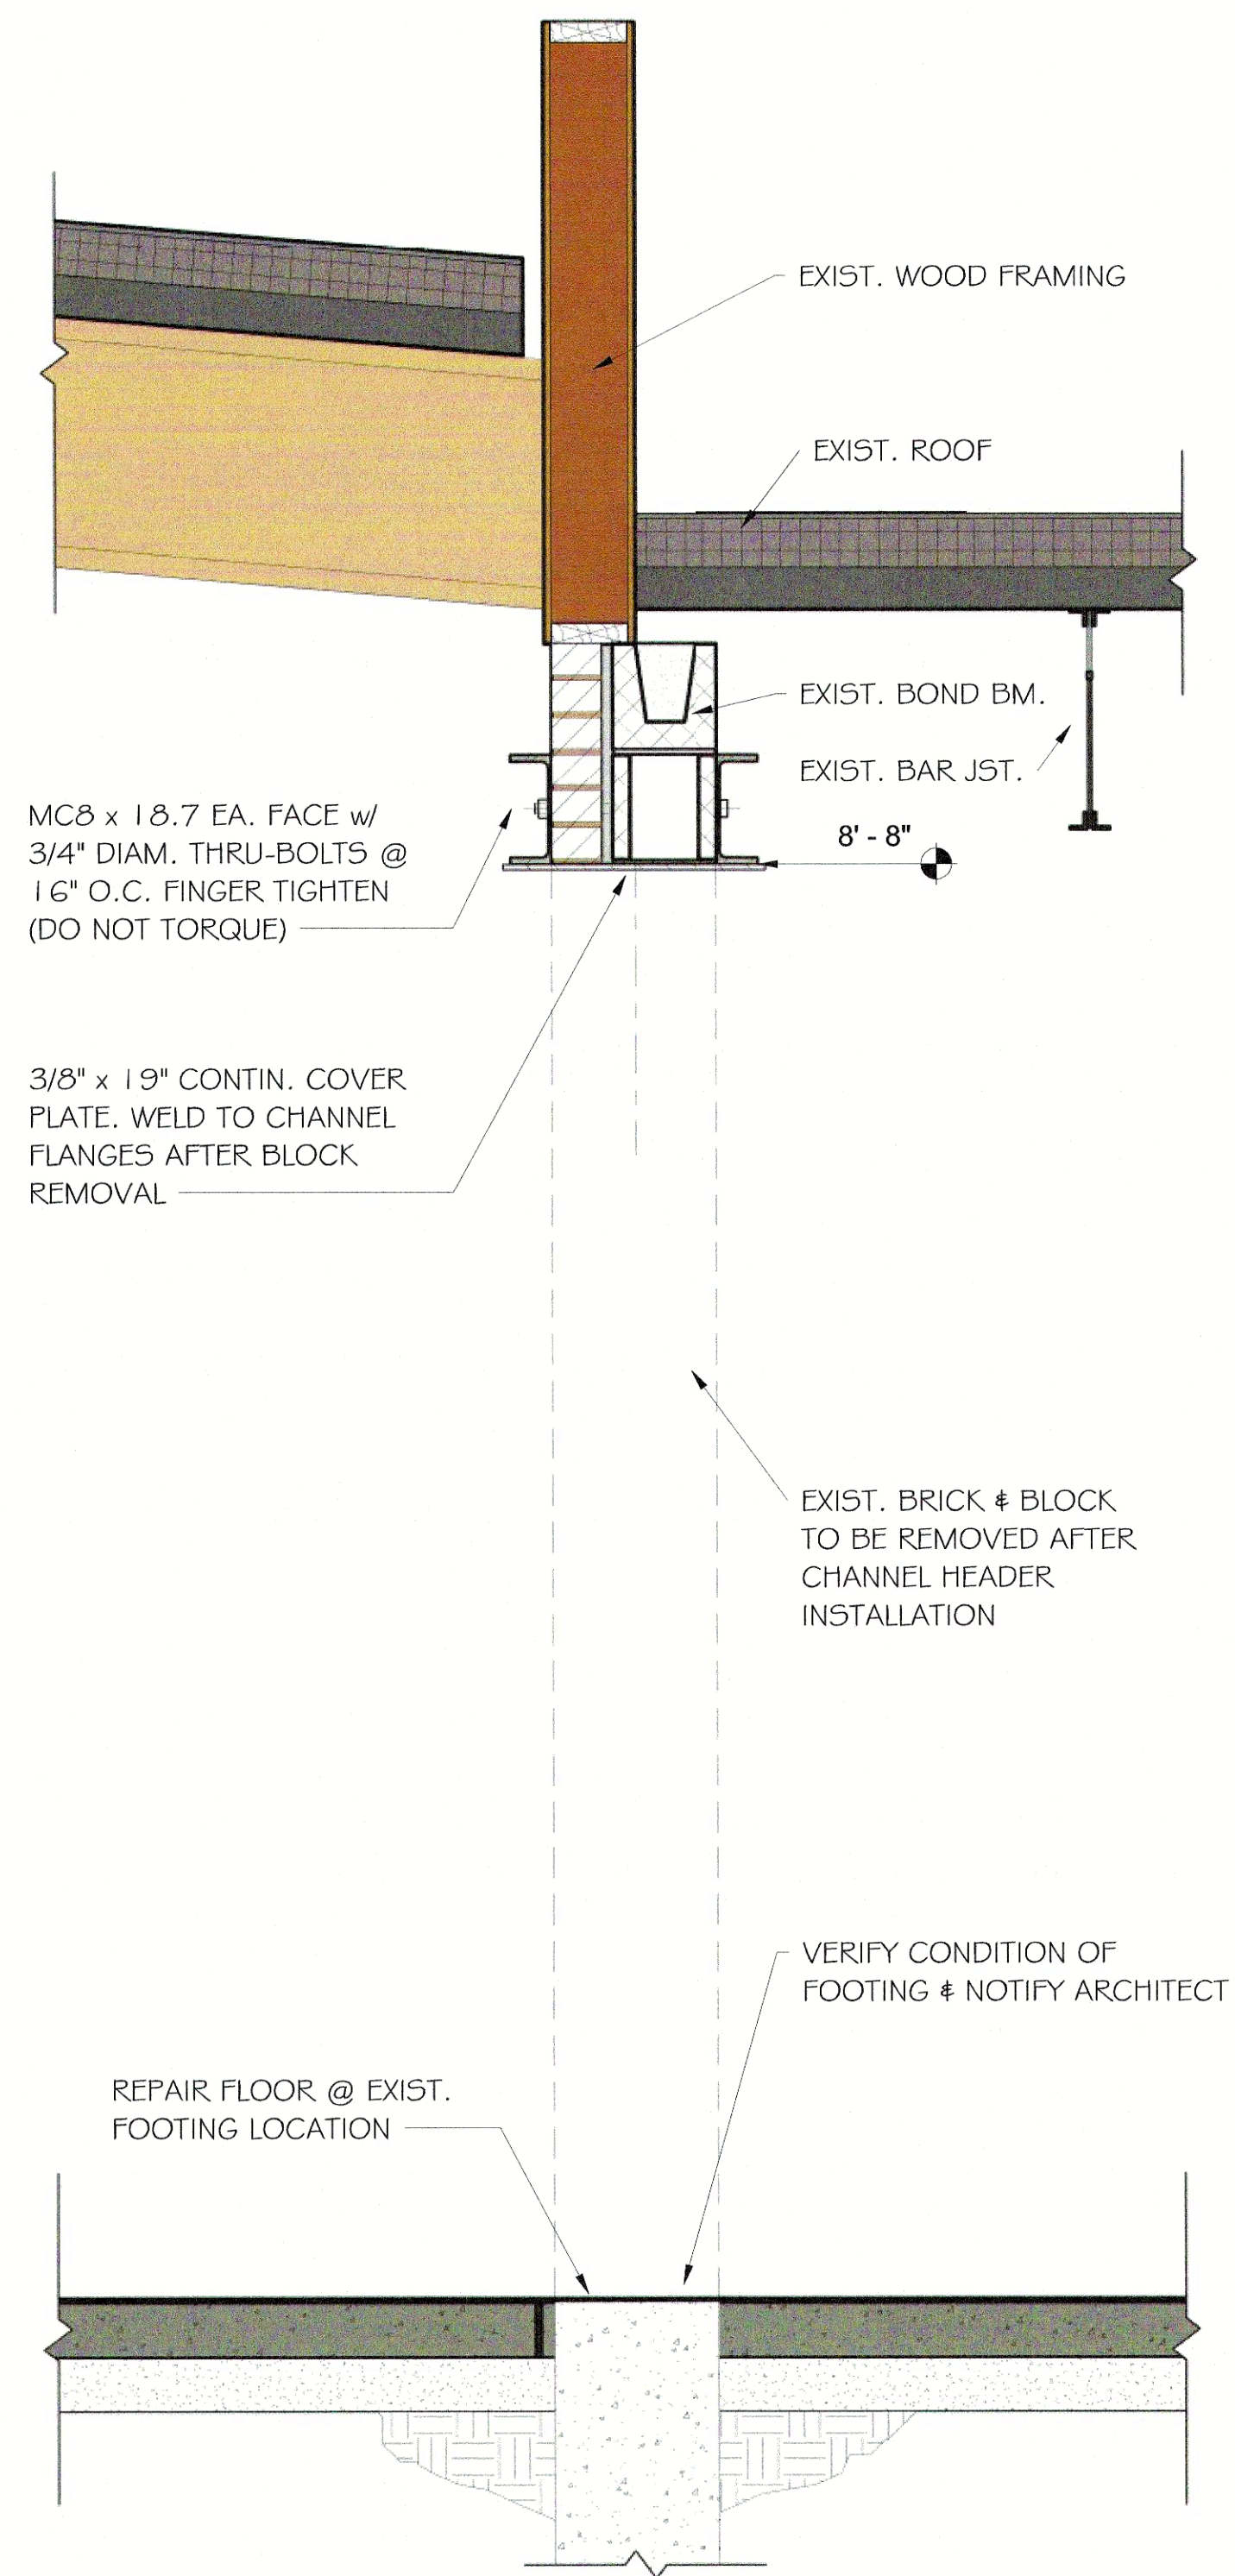 EXIST. WOOD FRAMING
EXIST. ROOF
EXIST. BOND BM.
EXIST. BAR JST.
8' - 8"
MC8 x 18.7 EA. FACE w/
3/4" DIAM. THRU-BOLTS @
16" O.C. FINGER TIGHTEN
(DO NOT TORQUE)
3/8" x 19" CONTIN. COVER
PLATE. WELD TO CHANNEL
FLANGES AFTER BLOCK
REMOVAL
EXIST. BRICK & BLOCK
TO BE REMOVED AFTER
CHANNEL HEADER
INSTALLATION
VERIFY CONDITION OF
FOOTING & NOTIFY ARCHITECT
REPAIR FLOOR @ EXIST.
FOOTING LOCATION